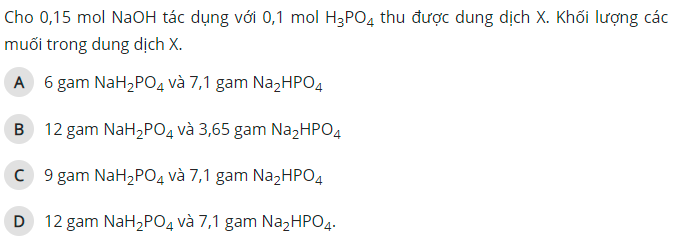 Cho 0,15 mol NaOH tác dụng với 0,1 mol H₃PO₄ thu được dung dịch X. Khối lượng các
muối trong dung dịch X.
A 6 gam NaH₂PO₄ và 7,1 gam Na₂HPO₄
B 12 gam NaH₂PO₄ và 3,65 gam Na₂HPO₄
C 9 gam NaH₂PO₄ và 7,1 gam Na₂HPO₄
D 12 gam NaH₂PO₄ và 7,1 gam Na₂HPO₄.